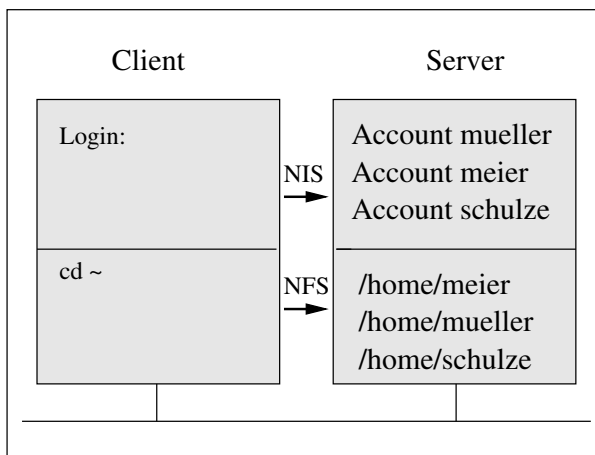 Client
Server
Login:
NIS
Account mueller
Account meier
Account schulze
cd ~
NFS
/home/meier
/home/mueller
/home/schulze